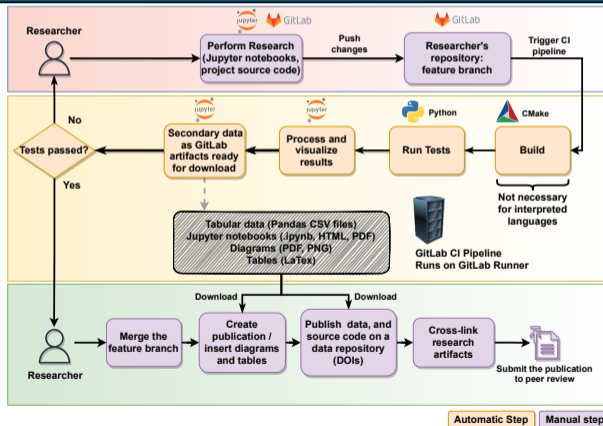 Researcher
jupyter
GitLab
GitLab
Perform Research
(Jupyter notebooks,
project source code)
Push
changes
Researcher's
repository:
feature branch
Trigger CI
pipeline
No
Tests passed?
Yes
jupyter
Secondary data
as GitLab
artifacts ready
for download
jupyter
Process and
visualize
results
Python
Run Tests
CMake
Build
Not necessary
for interpreted
languages
Tabular data (Pandas CSV files)
Jupyter notebooks (.ipynb, HTML, PDF)
Diagrams (PDF, PNG)
Tables (LaTex)
GitLab CI Pipeline
Runs on GitLab Runner
Download
Download
Researcher
Merge the
feature branch
Create
publication /
insert diagrams
and tables
Publish data, and
source code on a
data repository
(DOIs)
Cross-link
research
artifacts
Submit the publication
to peer review
Automatic Step
Manual step